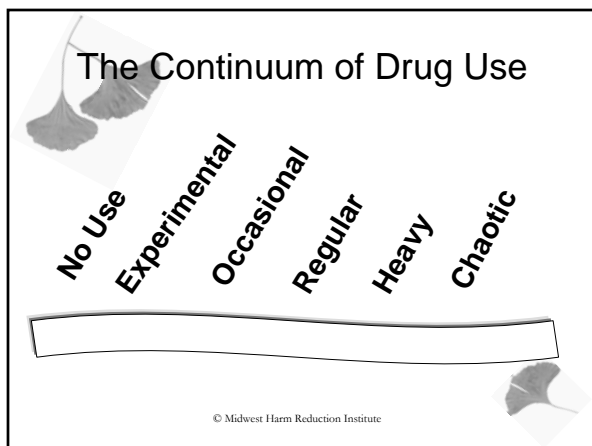 The Continuum of Drug Use
No Use
Experimental
Occasional
Regular
Heavy
Chaotic
© Midwest Harm Reduction Institute